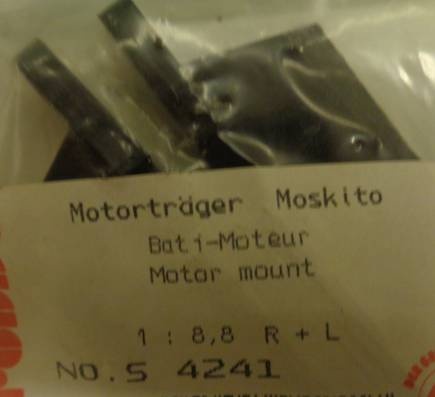 Motorträger Moskito
Bati-Moteur
Motor mount
1 : 8,8 R + L
NO. S 4241